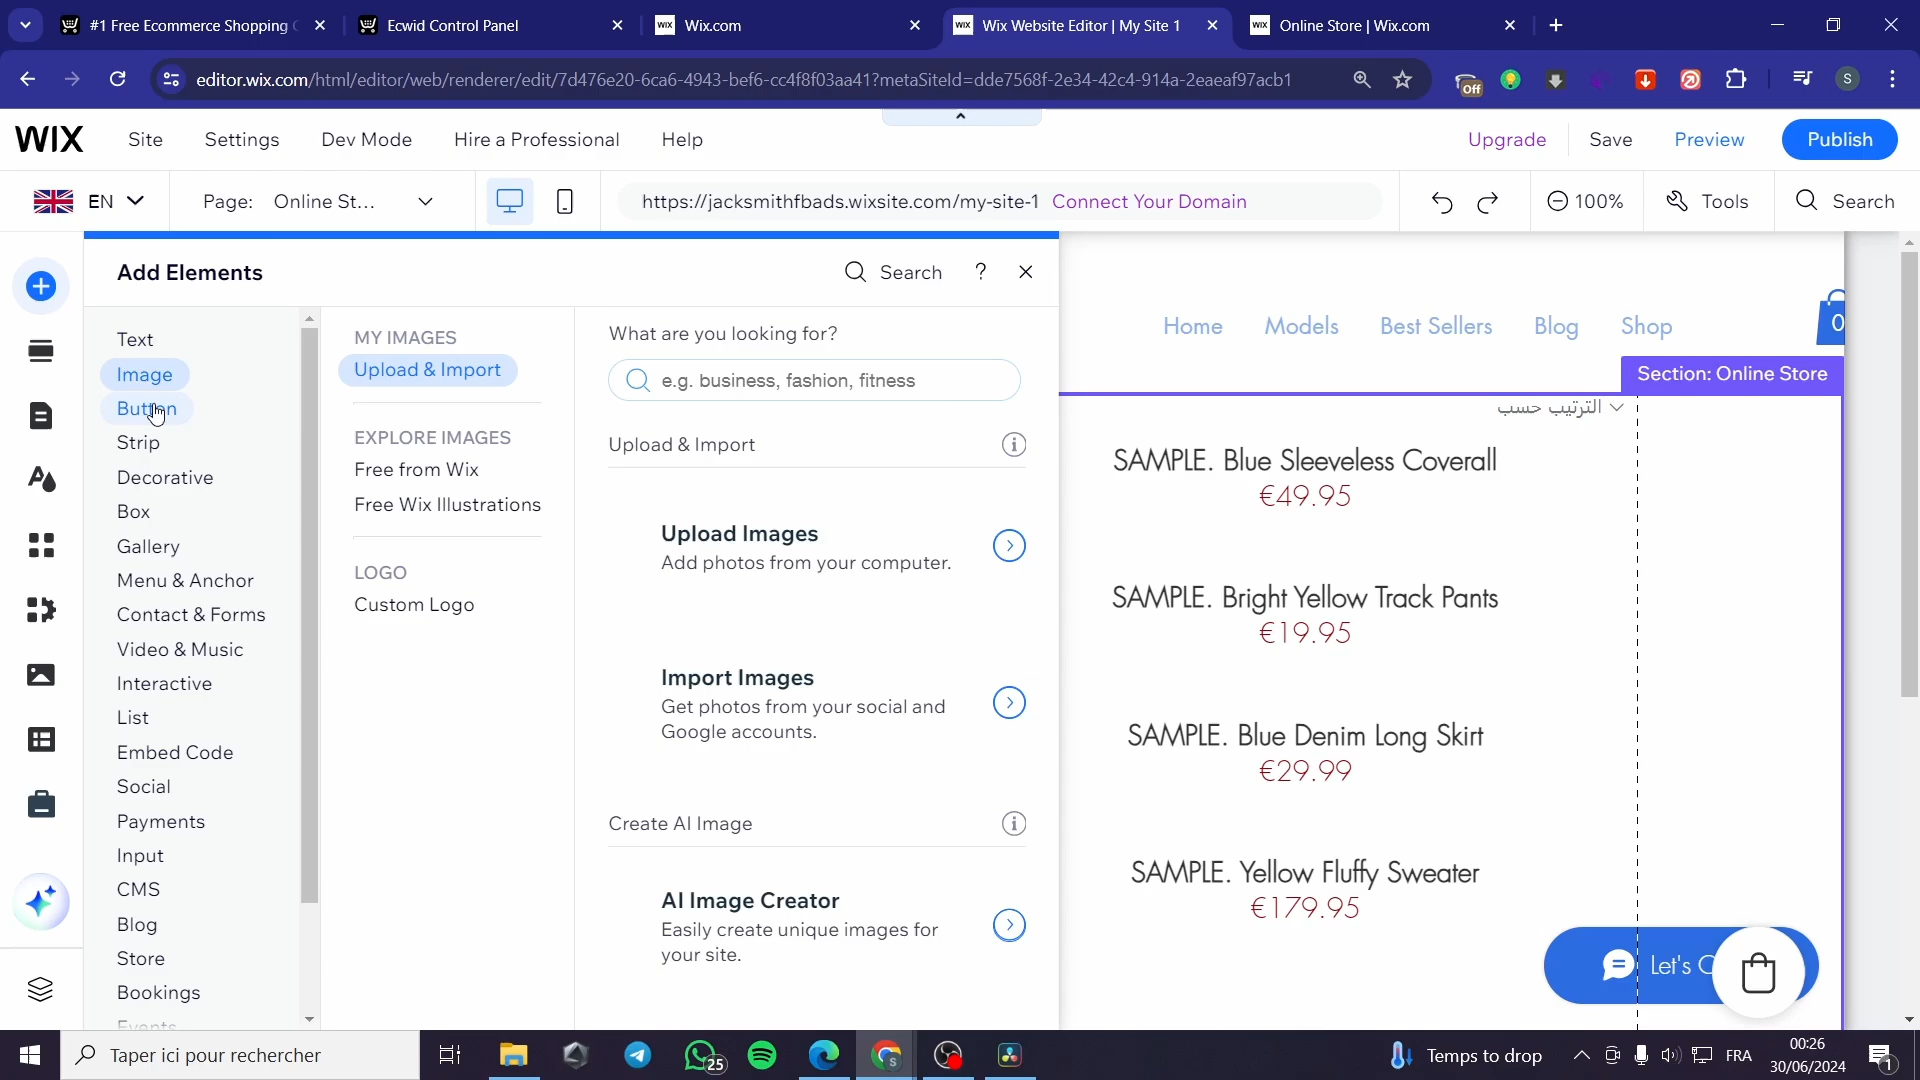 #1 Free Ecommerce Shopping
Ecwid Control Panel
WIX
Wix.com
WIX
Wix Website Editor | My Site 1
WIX
Online Store | Wix.com
editor.wix.com/html/editor/web/renderer/edit/7d476e20-6ca6-4943-bef6-cc4f8f03aa41?metaSiteId=dde7568f-2e34-42c4-914a-2eaeaf97acb1
Off
S
WIX
Site
Settings
Dev Mode
Hire a Professional
Help
Upgrade
Save
Preview
Publish
EN
Page: Online St...
https://jacksmithfbads.wixsite.com/my-site-1 Connect Your Domain
100%
Tools
Search
Add Elements
Search
?
Text
Image
Button
Strip
Decorative
Box
Gallery
Menu & Anchor
Contact & Forms
Video & Music
Interactive
List
Embed Code
Social
Payments
Input
CMS
Blog
Store
Bookings
Events
MY IMAGES
Upload & Import
EXPLORE IMAGES
Free from Wix
Free Wix Illustrations
LOGO
Custom Logo
What are you looking for?
e.g. business, fashion, fitness
Upload & Import
Upload Images
Add photos from your computer.
Import Images
Get photos from your social and
Google accounts.
Create AI Image
AI Image Creator
Easily create unique images for
your site.
Home
Models
Best Sellers
Blog
Shop
0
Section: Online Store
الترتيب حسب
SAMPLE. Blue Sleeveless Coverall
€49.95
SAMPLE. Bright Yellow Track Pants
€19.95
SAMPLE. Blue Denim Long Skirt
€29.99
SAMPLE. Yellow Fluffy Sweater
€179.95
Let's C
Taper ici pour rechercher
25
S
Temps to drop
FRA
00:26
30/06/2024
1